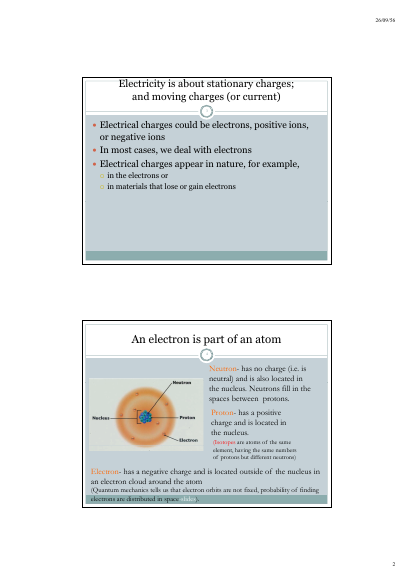 26/09/56
Electricity is about stationary charges;
and moving charges (or current)
Electrical charges could be electrons, positive ions,
or negative ions
In most cases, we deal with electrons
Electrical charges appear in nature, for example,
in the electrons or
in materials that lose or gain electrons
An electron is part of an atom
Neutron- has no charge (i.e. is
neutral) and is also located in
the nucleus. Neutrons fill in the
spaces between protons.
Neutron
Nucleus
Proton
Electron
Proton- has a positive
charge and is located in
the nucleus.
(Isotopes are atoms of the same
element, having the same numbers
of protons but different neutrons)
Electron- has a negative charge and is located outside of the nucleus in
an electron cloud around the atom
(Quantum mechanics tells us that electron orbits are not fixed, probability of finding
electrons are distributed in space ).
2